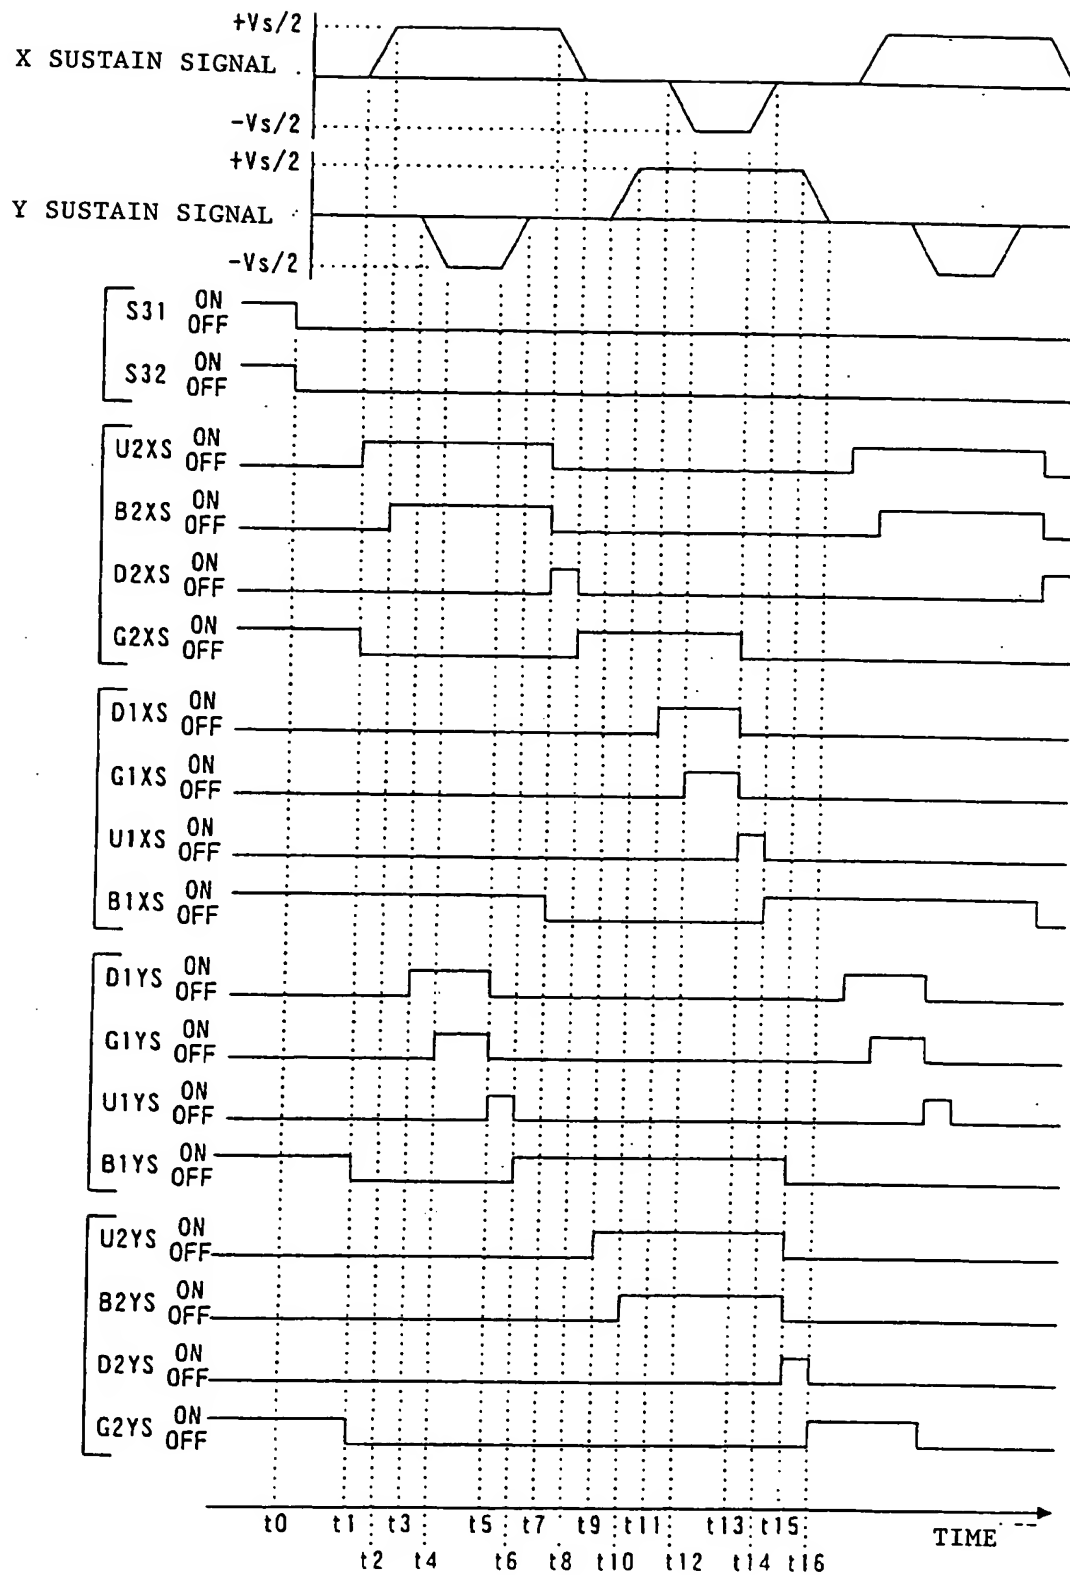 +Vs/2
X SUSTAIN SIGNAL
-Vs/2
+Vs/2
Y SUSTAIN SIGNAL
-Vs/2
S31 ON OFF
S32 ON OFF
U2XS ON OFF
B2XS ON OFF
D2XS ON OFF
G2XS ON OFF
D1XS ON OFF
G1XS ON OFF
U1XS ON OFF
B1XS ON OFF
D1YS ON OFF
G1YS ON OFF
U1YS ON OFF
B1YS ON OFF
U2YS ON OFF
B2YS ON OFF
D2YS ON OFF
G2YS ON OFF
t0 t1 t3 t5 t7 t9 t11 t13 t15 TIME
t2 t4 t6 t8 t10 t12 t14 t16